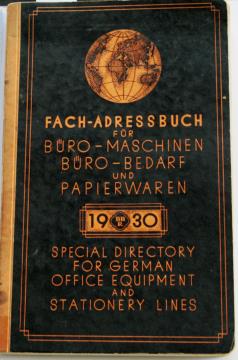 FACH-ADRESSBUCH
FÜR
BÜRO-MASCHINEN
BÜRO-BEDARF
UND
PAPIERWAREN
19 30
SPECIAL DIRECTORY
FOR GERMAN
OFFICE EQUIPMENT
AND
STATIONERY LINES